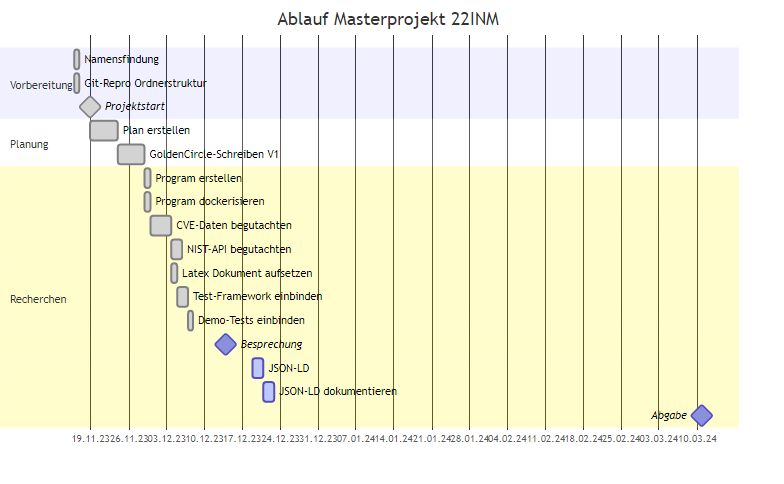 Ablauf Masterprojekt 22INM
Vorbereitung
Namensfindung
Git-Repro Ordnerstruktur
Projektstart
Planung
Plan erstellen
GoldenCircle-Schreiben V1
Recherchen
Program erstellen
Program dockerisieren
CVE-Daten begutachten
NIST-API begutachten
Latex Dokument aufsetzen
Test-Framework einbinden
Demo-Tests einbinden
Besprechung
JSON-LD
JSON-LD dokumentieren
Abgabe
19.11.23 26.11.23 03.12.23 10.12.23 17.12.23 24.12.23 31.12.23 07.01.24 14.01.24 21.01.24 28.01.24 04.02.24 11.02.24 18.02.24 25.02.24 03.03.24 10.03.24